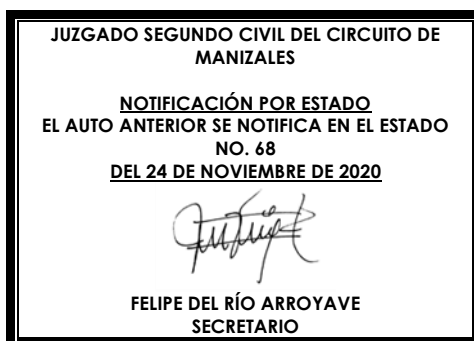 JUZGADO SEGUNDO CIVIL DEL CIRCUITO DE
MANIZALES
NOTIFICACIÓN POR ESTADO
EL AUTO ANTERIOR SE NOTIFICA EN EL ESTADO
NO. 68
DEL 24 DE NOVIEMBRE DE 2020
FELIPE DEL RÍO ARROYAVE
SECRETARIO